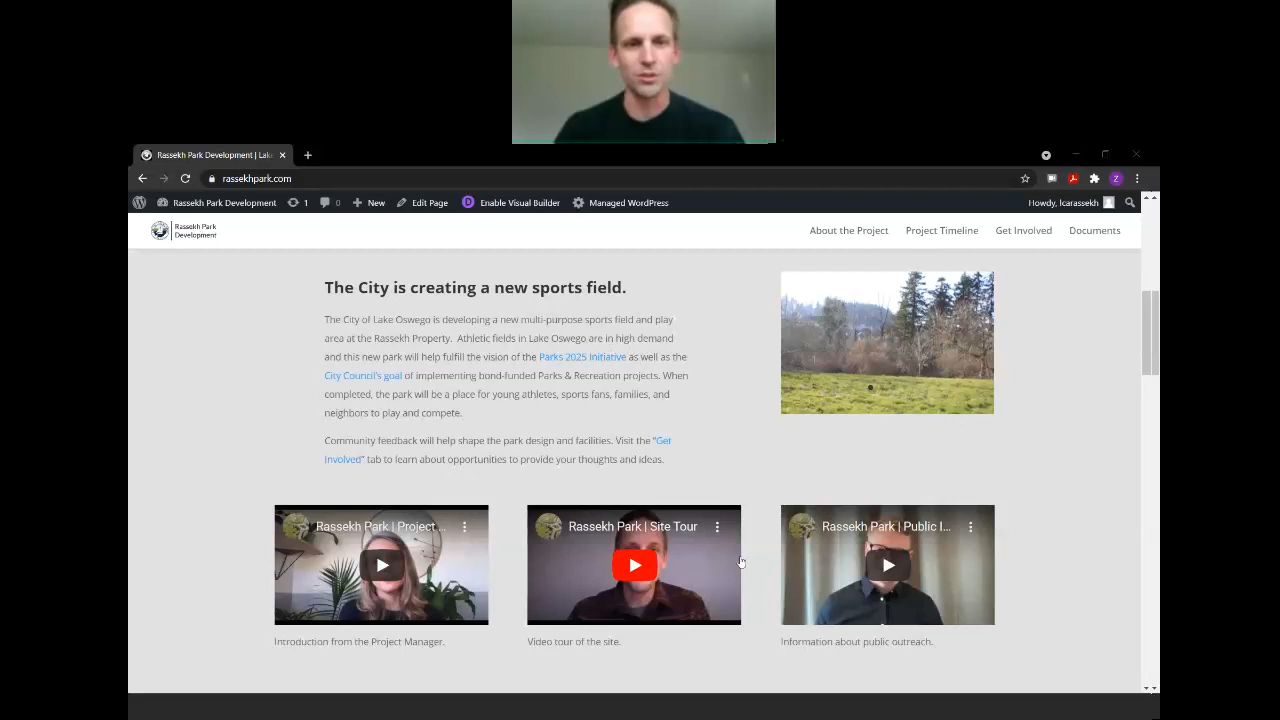 Rassekh Park Development | Lak
rassekhpark.com
Z
Rassekh Park Development
1
0
New
Edit Page
D
Enable Visual Builder
Managed WordPress
Howdy, lcarassekh
Rassekh Park
Development
About the Project
Project Timeline
Get Involved
Documents
The City is creating a new sports field.
The City of Lake Oswego is developing a new multi-purpose sports field and play
area at the Rassekh Property. Athletic fields in Lake Oswego are in high demand
and this new park will help fulfill the vision of the Parks 2025 Initiative as well as the
City Council's goal of implementing bond-funded Parks & Recreation projects. When
completed, the park will be a place for young athletes, sports fans, families, and
neighbors to play and compete.
Community feedback will help shape the park design and facilities. Visit the "Get
Involved" tab to learn about opportunities to provide your thoughts and ideas.
Rassekh Park | Project ...
Rassekh Park | Site Tour
Rassekh Park | Public I...
Introduction from the Project Manager.
Video tour of the site.
Information about public outreach.